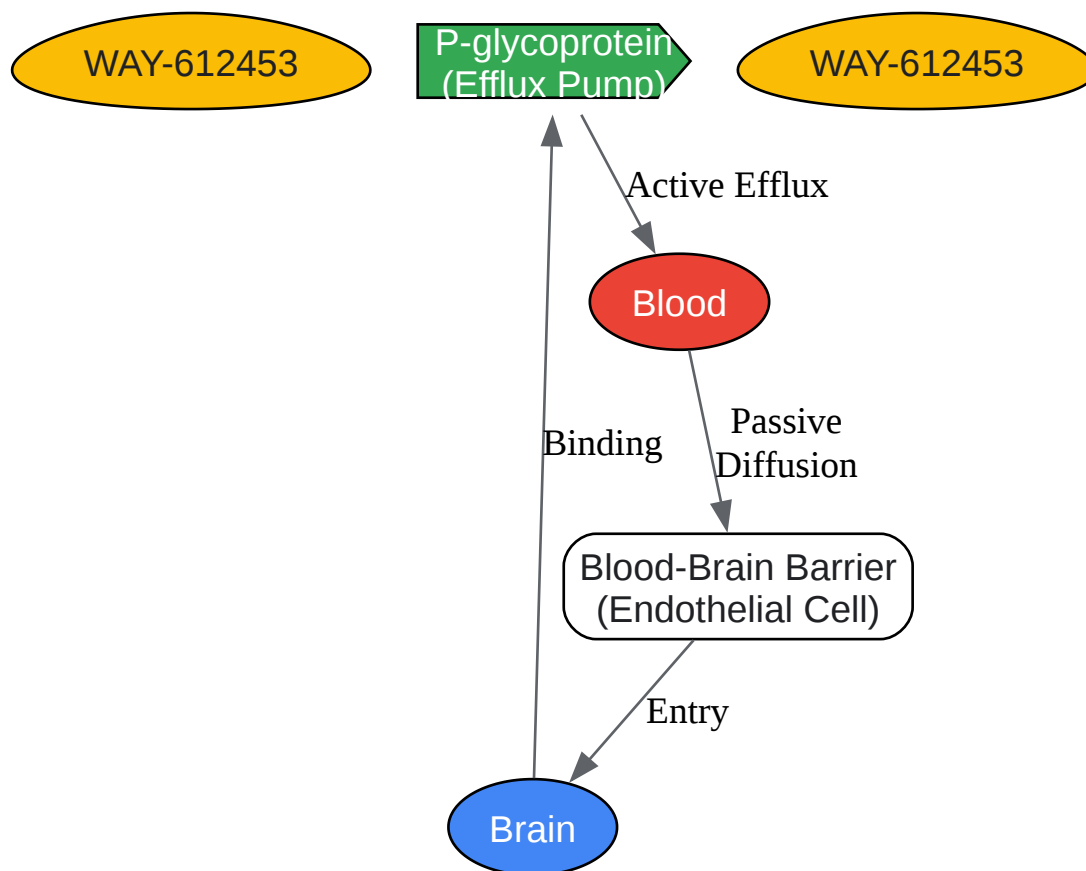 WAY-612453
P-glycoprotein
(Efflux Pump)
WAY-612453
Active Efflux
Blood
Binding
Passive
Diffusion
Blood-Brain Barrier
(Endothelial Cell)
Entry
Brain